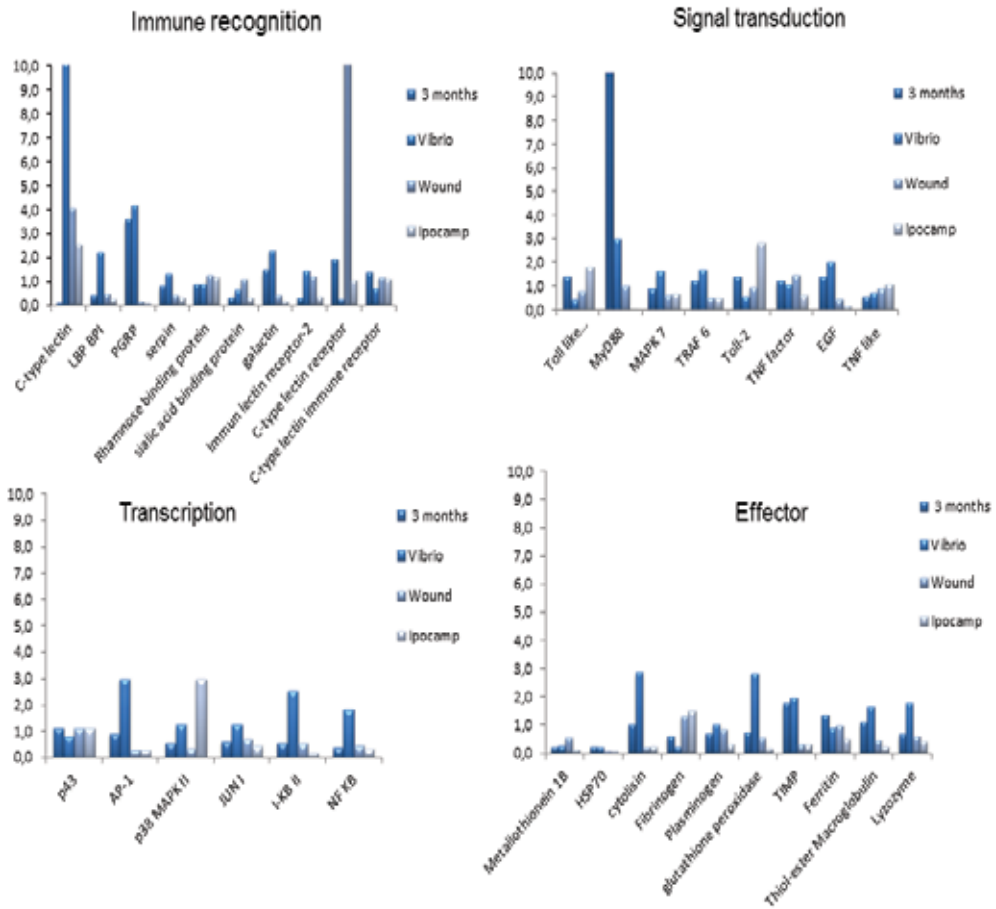 Immune recognition
10,0
9,0
8,0
7,0
6,0
5,0
4,0
3,0
2,0
1,0
0,0
3 months
Vibrio
Wound
Ipocamp
C-type lectin
LBP BPI
PGRP
serpin
Rhamnose binding protein
sialic acid binding protein
galectin
Immun lectin receptor-2
C-type lectin receptor
C-type lectin immune receptor
Signal transduction
10,0
9,0
8,0
7,0
6,0
5,0
4,0
3,0
2,0
1,0
0,0
3 months
Vibrio
Wound
Ipocamp
Toll like...
MyD88
MAPK 7
TRAF 6
Toll-2
TNF factor
EGF
TNF like
Transcription
10,0
9,0
8,0
7,0
6,0
5,0
4,0
3,0
2,0
1,0
0,0
3 months
Vibrio
Wound
Ipocamp
p43
AP-1
p38 MAPK II
JUN I
I-KB II
NF KB
Effector
10,0
9,0
8,0
7,0
6,0
5,0
4,0
3,0
2,0
1,0
0,0
3 months
Vibrio
Wound
Ipocamp
Metallothionein 1B
HSP70
cytolisin
Fibrinogen
Plasminogen
glutathione peroxidase
TIMP
Ferritin
Thiol-ester Macroglobulin
Lyzozyme